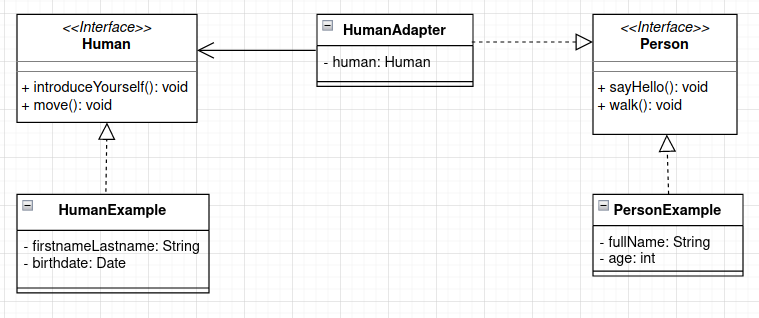 <<Interface>>
Human
+ introduceYourself(): void
+ move(): void
HumanAdapter
- human: Human
<<Interface>>
Person
+ sayHello(): void
+ walk(): void
HumanExample
- firstnameLastname: String
- birthdate: Date
PersonExample
- fullName: String
- age: int